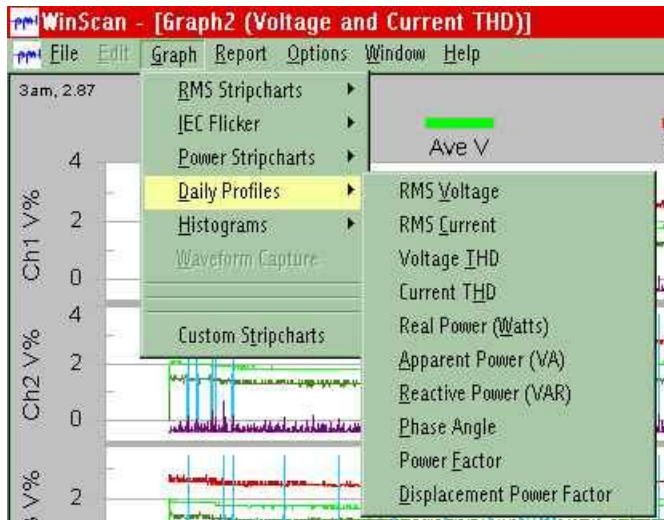 pmi WinScan - [Graph2 (Voltage and Current THD)]
pmi File Edit Graph Report Options Window Help
3am, 2.87
RMS Stripcharts
IEC Flicker
Power Stripcharts
Daily Profiles
Histograms
Waveform Capture
Custom Stripcharts
Ave V
RMS Voltage
RMS Current
Voltage THD
Current THD
Real Power (Watts)
Apparent Power (VA)
Reactive Power (VAR)
Phase Angle
Power Factor
Displacement Power Factor
Ch1 V%
4
2
0
Ch2 V%
4
2
0
V%
2